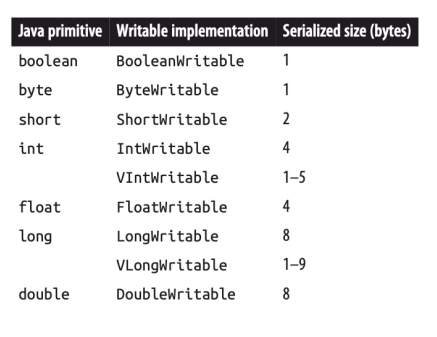 Java primitive Writable implementation Serialized size (bytes)
boolean BooleanWritable 1
byte ByteWritable 1
short ShortWritable 2
int IntWritable 4
VIntWritable 1–5
float FloatWritable 4
long LongWritable 8
VLongWritable 1–9
double DoubleWritable 8